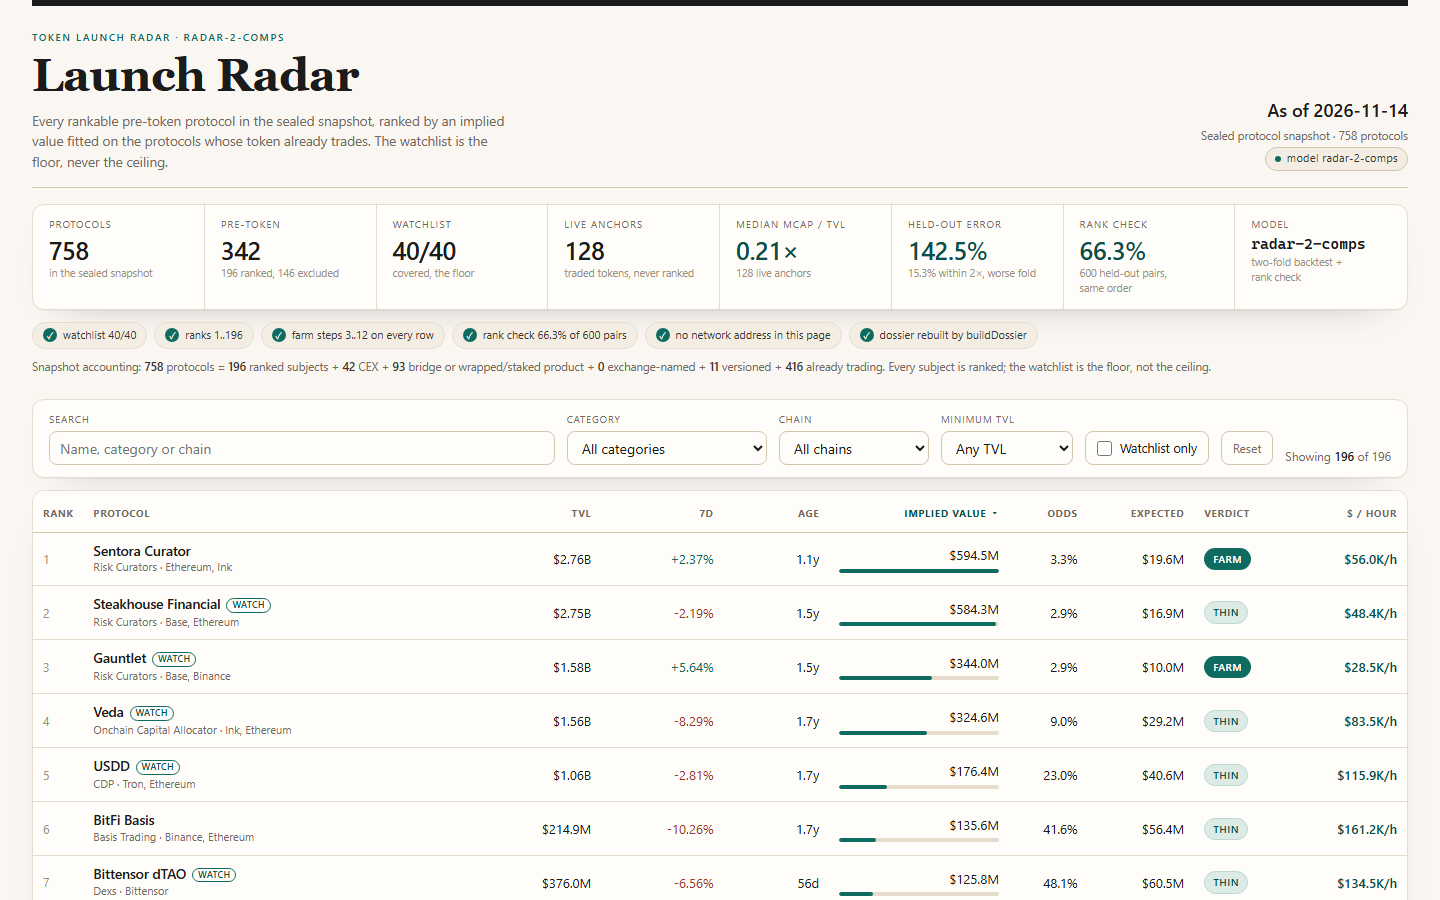 TOKEN LAUNCH RADAR · RADAR-2-COMPS
Launch Radar
Every rankable pre-token protocol in the sealed snapshot, ranked by an implied
value fitted on the protocols whose token already trades. The watchlist is the
floor, never the ceiling.
As of 2026-11-14
Sealed protocol snapshot · 758 protocols
model radar-2-comps
PROTOCOLS
758
in the sealed snapshot
PRE-TOKEN
342
196 ranked, 146 excluded
WATCHLIST
40/40
covered, the floor
LIVE ANCHORS
128
traded tokens, never ranked
MEDIAN MCAP / TVL
0.21×
128 live anchors
HELD-OUT ERROR
142.5%
15.3% within 2×, worse fold
RANK CHECK
66.3%
600 held-out pairs,
same order
MODEL
radar-2-comps
two-fold backtest +
rank check
watchlist 40/40
ranks 1..196
farm steps 3..12 on every row
rank check 66.3% of 600 pairs
no network address in this page
dossier rebuilt by buildDossier
Snapshot accounting: 758 protocols = 196 ranked subjects + 42 CEX + 93 bridge or wrapped/staked product + 0 exchange-named + 11 versioned + 416 already trading. Every subject is ranked; the watchlist is the floor, not the ceiling.
SEARCH
Name, category or chain
CATEGORY
All categories
CHAIN
All chains
MINIMUM TVL
Any TVL
Watchlist only
Reset
Showing 196 of 196
RANK PROTOCOL TVL 7D AGE IMPLIED VALUE ODDS EXPECTED VERDICT $ / HOUR
1 Sentora Curator $2.76B +2.37% 1.1y $594.5M 3.3% $19.6M FARM $56.0K/h
Risk Curators · Ethereum, Ink
2 Steakhouse Financial WATCH $2.75B -2.19% 1.5y $584.3M 2.9% $16.9M THIN $48.4K/h
Risk Curators · Base, Ethereum
3 Gauntlet WATCH $1.58B +5.64% 1.5y $344.0M 2.9% $10.0M FARM $28.5K/h
Risk Curators · Base, Binance
4 Veda WATCH $1.56B -8.29% 1.7y $324.6M 9.0% $29.2M THIN $83.5K/h
Onchain Capital Allocator · Ink, Ethereum
5 USDD WATCH $1.06B -2.81% 1.7y $176.4M 23.0% $40.6M THIN $115.9K/h
CDP · Tron, Ethereum
6 BitFi Basis $214.9M -10.26% 1.7y $135.6M 41.6% $56.4M THIN $161.2K/h
Basis Trading · Binance, Ethereum
7 Bittensor dTAO WATCH $376.0M -6.56% 56d $125.8M 48.1% $60.5M THIN $134.5K/h
Dexs · Bittensor